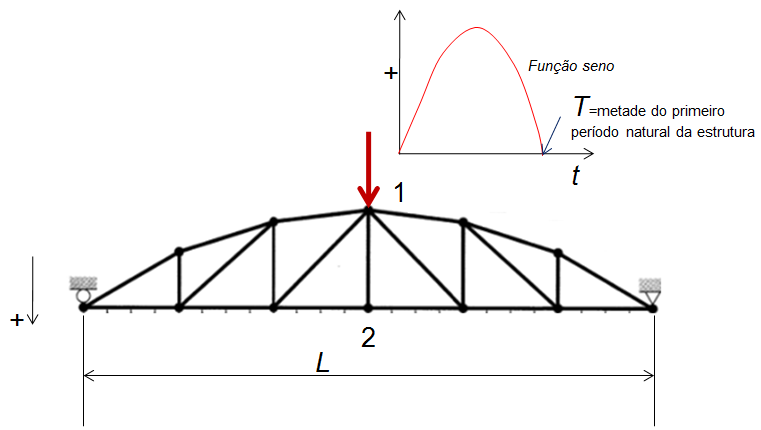 +
Função seno
T=metade do primeiro
período natural da estrutura
t
1
+
2
L